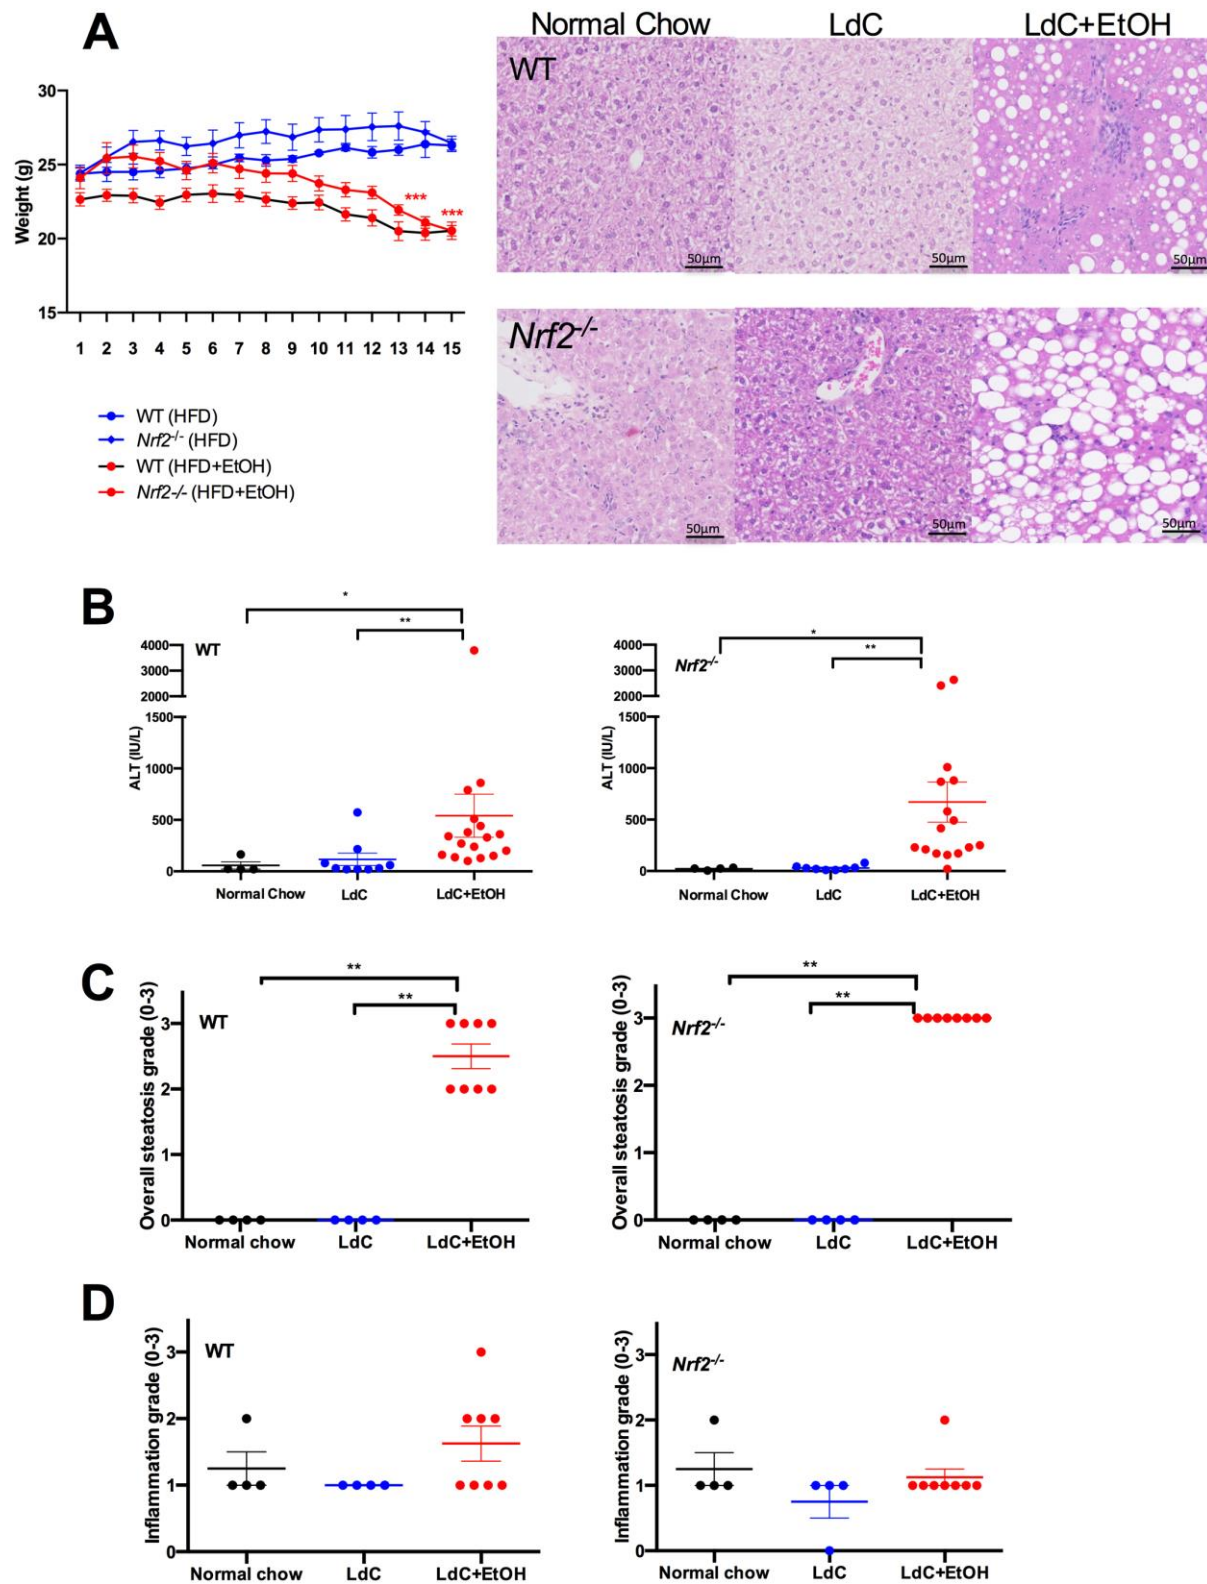 A
Normal Chow LdC LdC+EtOH
WT
50µm 50µm 50µm
Nrf2-/-
50µm 50µm 50µm
30
25
20
15
Weight (g)
***
***
1 2 3 4 5 6 7 8 9 10 11 12 13 14 15
WT (HFD)
Nrf2-/- (HFD)
WT (HFD+EtOH)
Nrf2-/- (HFD+EtOH)
B
*
**
WT
4000
3000
2000
1500
1000
500
0
ALT (IU/L)
Normal Chow LdC LdC+EtOH
*
**
Nrf2-/-
4000
3000
2000
1500
1000
500
0
ALT (IU/L)
Normal Chow LdC LdC+EtOH
C
**
**
WT
3
2
1
0
Overall steatosis grade (0-3)
Normal chow LdC LdC+EtOH
**
**
Nrf2-/-
3
2
1
0
Overall steatosis grade (0-3)
Normal chow LdC LdC+EtOH
D
WT
3
2
1
0
Inflammation grade (0-3)
Normal chow LdC LdC+EtOH
Nrf2-/-
3
2
1
0
Inflammation grade (0-3)
Normal chow LdC LdC+EtOH